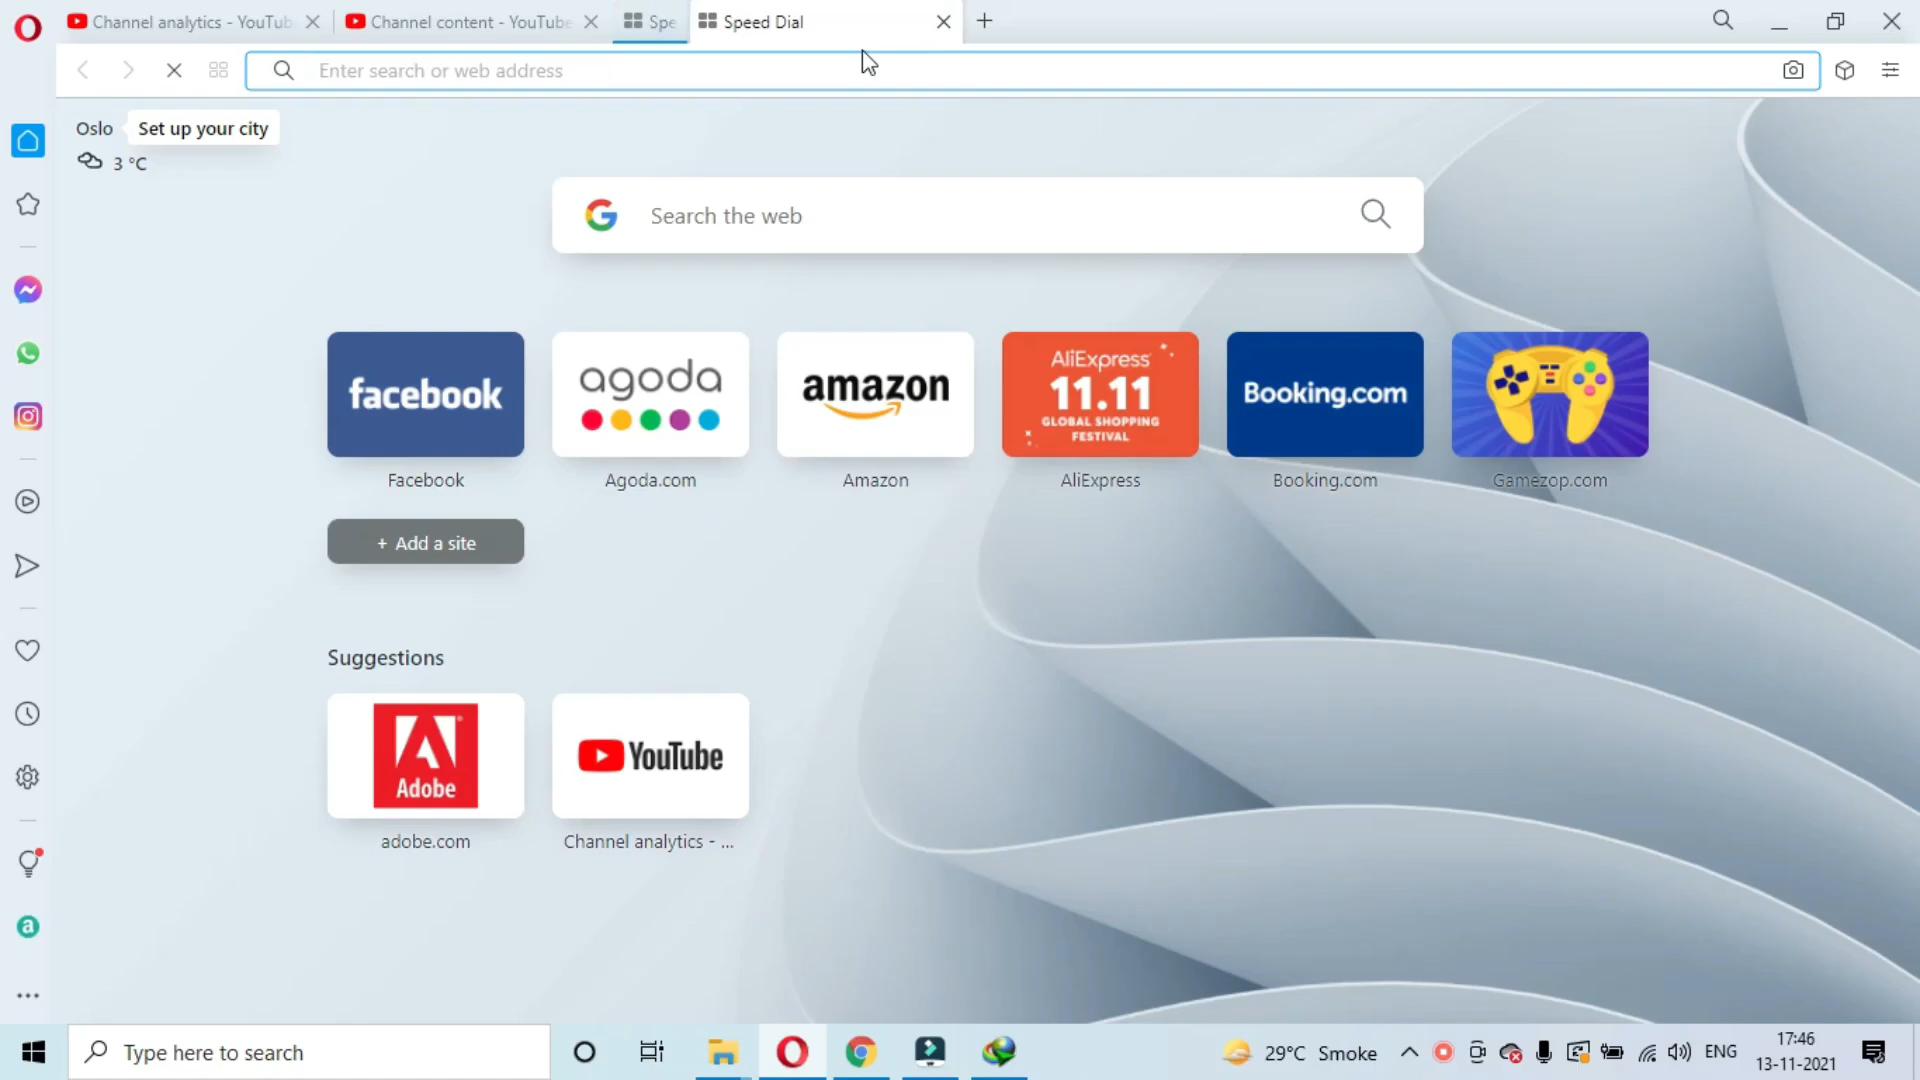 Channel analytics - YouTub
Channel content - YouTube
Spe
Speed Dial
Enter search or web address
Oslo
Set up your city
3 °C
Search the web
facebook
agoda
amazon
AliExpress
11.11
GLOBAL SHOPPING
FESTIVAL
Booking.com
Facebook
Agoda.com
Amazon
AliExpress
Booking.com
Gamezop.com
+ Add a site
Suggestions
Adobe
YouTube
adobe.com
Channel analytics - ...
a
Type here to search
29°C Smoke
ENG
17:46
13-11-2021